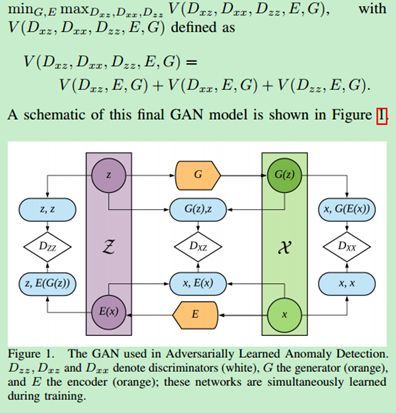 min_{G,E} max_{D_{xz},D_{xx},D_{zz}} V(D_{xz}, D_{xx}, D_{zz}, E, G), with
V(D_{xz}, D_{xx}, D_{zz}, E, G) defined as
V(D_{xz}, D_{xx}, D_{zz}, E, G) =
V(D_{xz}, E, G) + V(D_{xx}, E, G) + V(D_{zz}, E, G).
A schematic of this final GAN model is shown in Figure 1.
z G G(z)
z, z G(z),z x, G(E(x))
D_{zz} 𝒵 D_{xz} 𝒳 D_{xx}
z, E(G(z)) x, E(x) x, x
E(x) E x
Figure 1. The GAN used in Adversarially Learned Anomaly Detection.
D_{zz}, D_{xz} and D_{xx} denote discriminators (white), G the generator (orange),
and E the encoder (orange); these networks are simultaneously learned
during training.